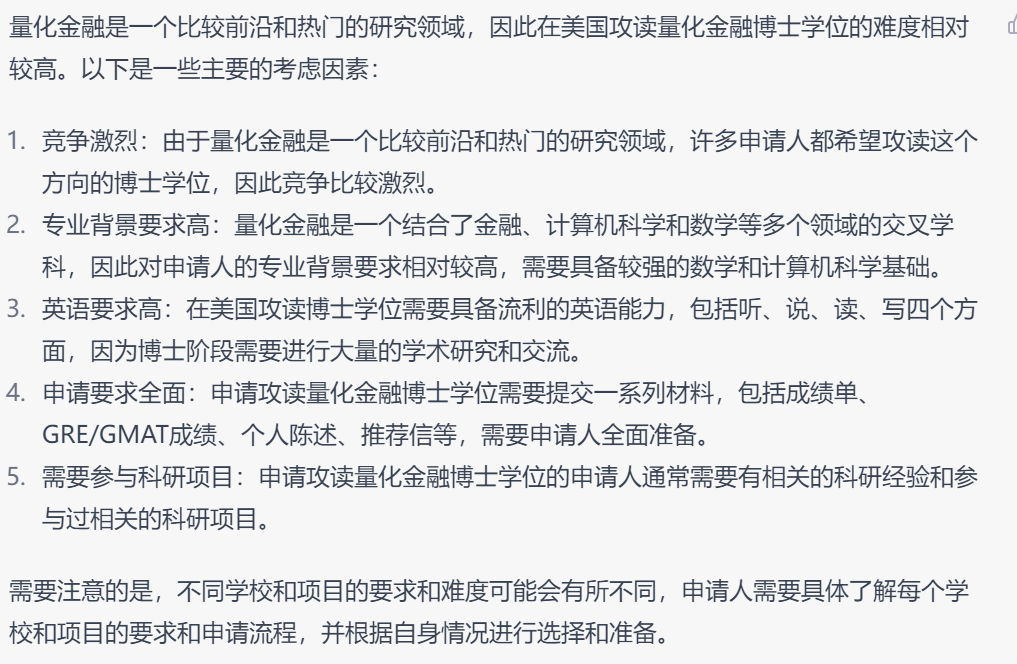 量化金融是一个比较前沿和热门的研究领域，因此在美国攻读量化金融博士学位的难度相对
较高。以下是一些主要的考虑因素：
1. 竞争激烈：由于量化金融是一个比较前沿和热门的研究领域，许多申请人都希望攻读这个
方向的博士学位，因此竞争比较激烈。
2. 专业背景要求高：量化金融是一个结合了金融、计算机科学和数学等多个领域的交叉学
科，因此对申请人的专业背景要求相对较高，需要具备较强的数学和计算机科学基础。
3. 英语要求高：在美国攻读博士学位需要具备流利的英语能力，包括听、说、读、写四个方
面，因为博士阶段需要进行大量的学术研究和交流。
4. 申请要求全面：申请攻读量化金融博士学位需要提交一系列材料，包括成绩单、
GRE/GMAT成绩、个人陈述、推荐信等，需要申请人全面准备。
5. 需要参与科研项目：申请攻读量化金融博士学位的申请人通常需要有相关的科研经验和参
与过相关的科研项目。
需要注意的是，不同学校和项目的要求和难度可能会有所不同，申请人需要具体了解每个学
校和项目的要求和申请流程，并根据自身情况进行选择和准备。